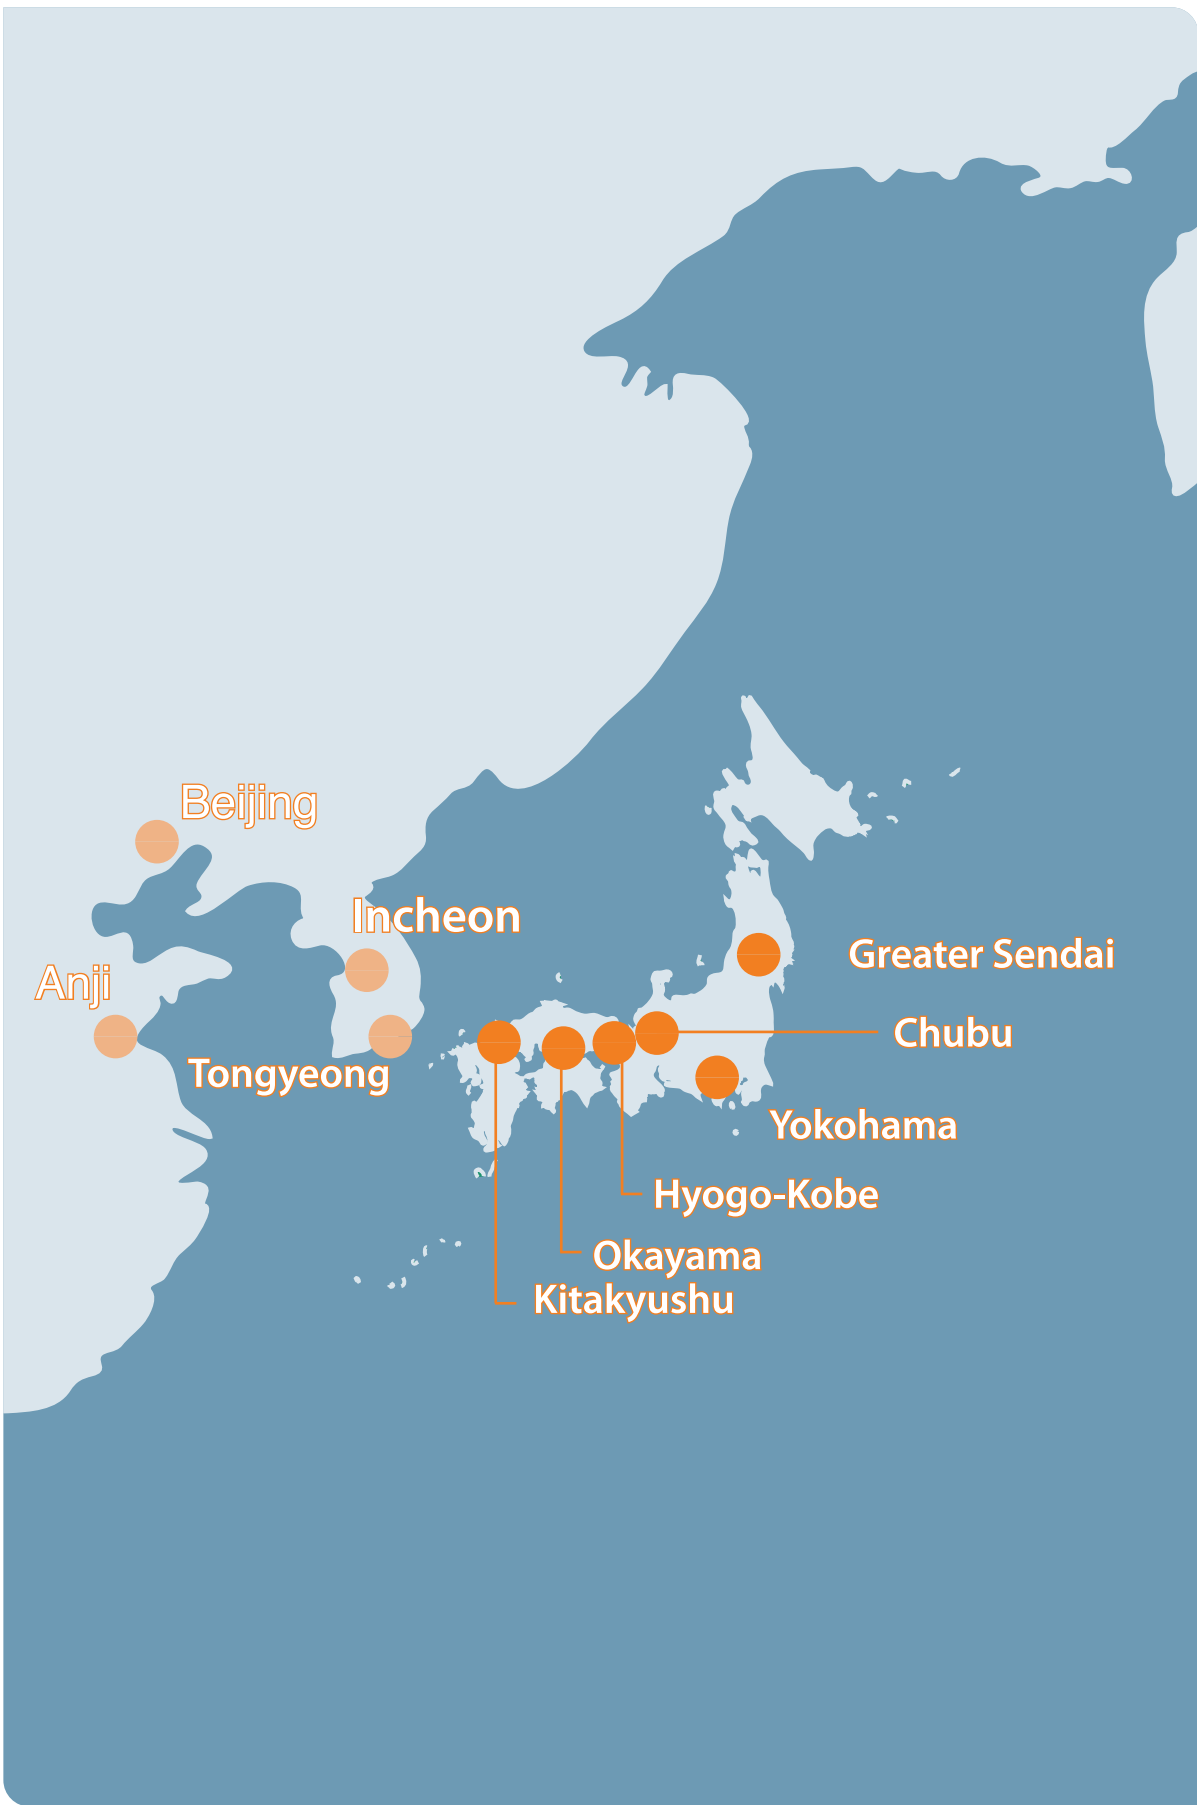 Beijing
Incheon
Greater Sendai
Anji
Chubu
Tongyeong
Yokohama
Hyogo-Kobe
Okayama
Kitakyushu